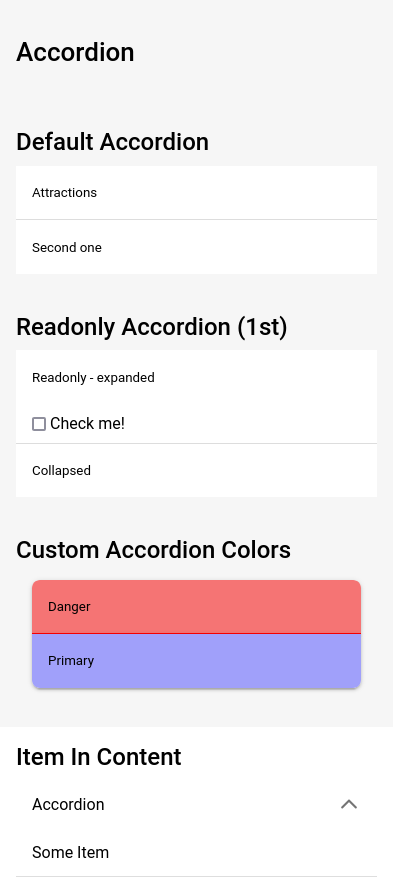 Accordion
Default Accordion
Attractions
Second one
Readonly Accordion (1st)
Readonly - expanded
Check me!
Collapsed
Custom Accordion Colors
Danger
Primary
Item In Content
Accordion
Some Item